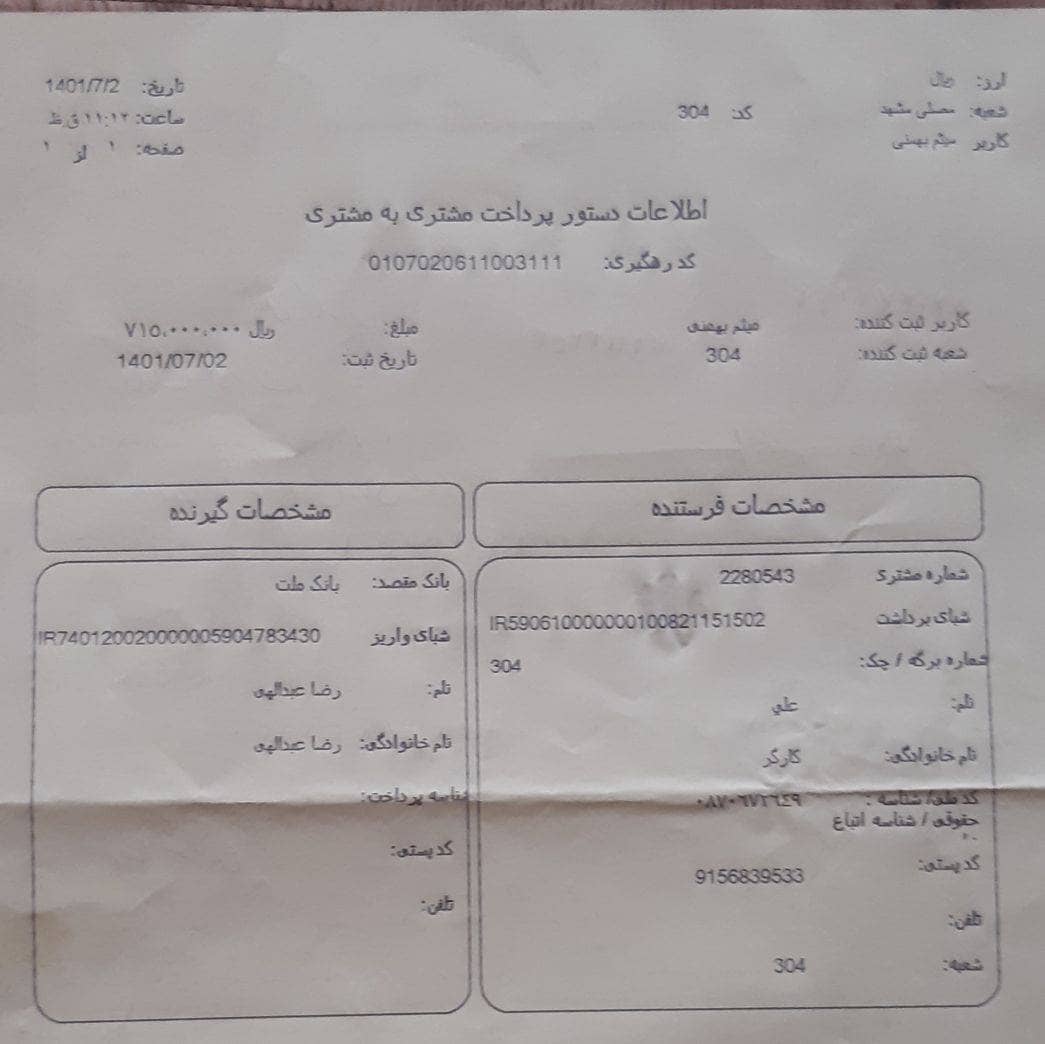 ارز: ریال
تاریخ: 1401/7/2
شعبه: مصلی مشهد
کد: 304
ساعت: ۱۱:۱۲ ق.ظ
کاربر میثم بهمنی
صفحه: ۱ از ۱
اطلاعات دستور پرداخت مشتری به مشتری
کد رهگیری: 0107020611003111
کاربر ثبت کننده: میثم بهمنی
مبلغ: ۷۱۵,۰۰۰,۰۰۰ ریال
شعبه ثبت کننده: 304
تاریخ ثبت: 1401/07/02
مشخصات فرستنده
شماره مشتری 2280543
شبای برداشت IR590610000000100821151502
شماره برگه / چک: 304
نام: علي
نام خانوادگی: کارگر
کد ملی/ شناسه : ۰۸۷۰۶۷۲۶۴۹
حقوقی / شناسه اتباع
کد پستی: 9156839533
تلفن:
شعبه: 304
مشخصات گیرنده
بانک مقصد: بانک ملت
شبای واریز IR740120020000005904783430
نام: رضا عبدالهی
نام خانوادگی: رضا عبدالهی
شناسه پرداخت:
کد پستی:
تلفن: